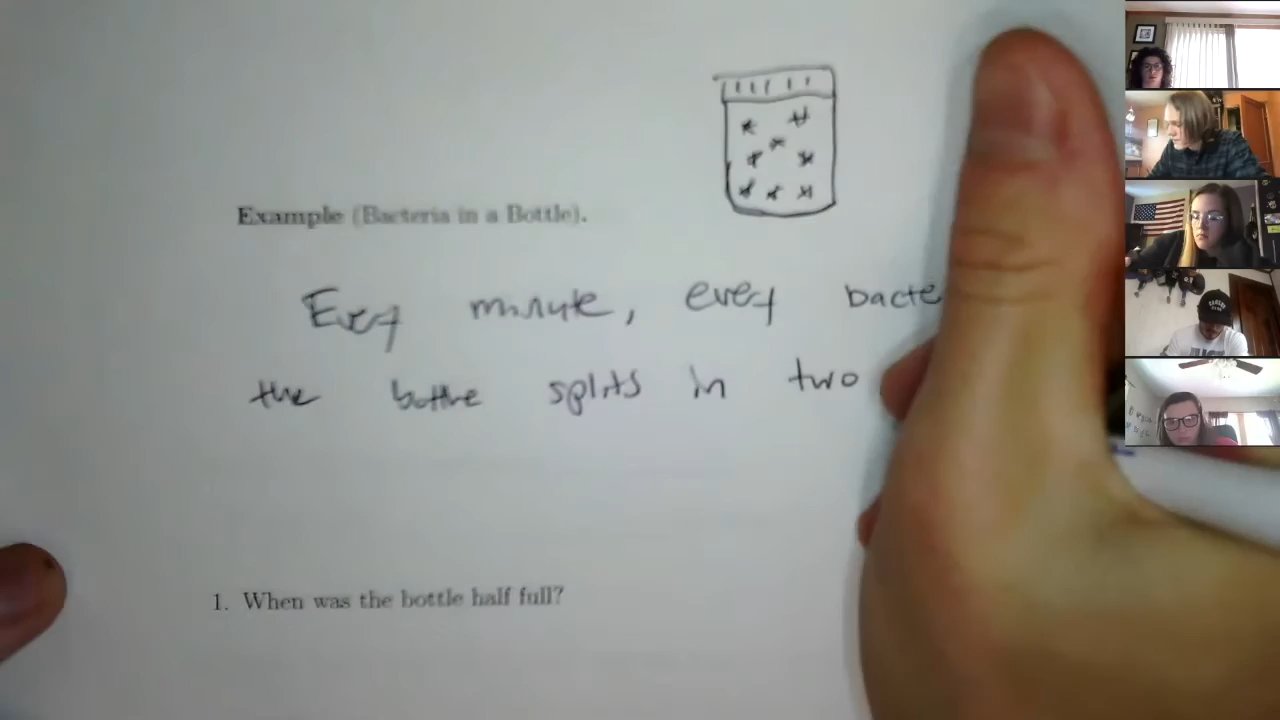 Example (Bacteria in a Bottle).
Every minute, every bacte
the bottle splits in two
1. When was the bottle half full?